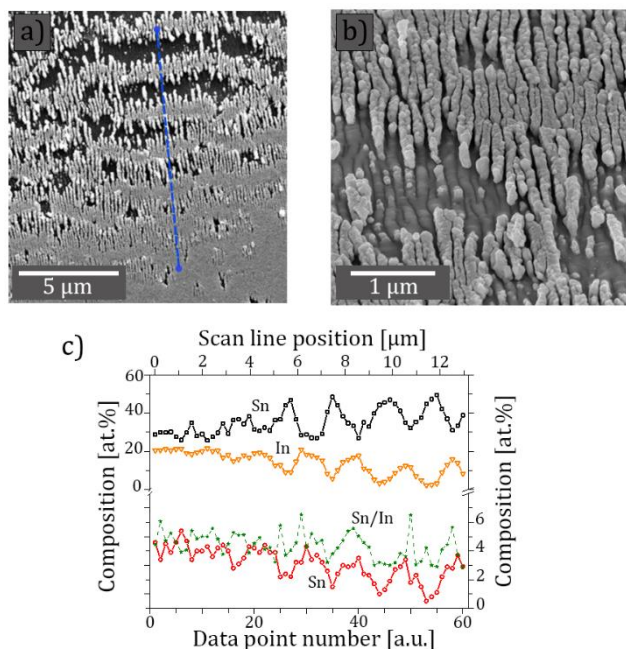 a)
b)
5 μm
1 μm
c)
Scan line position [μm]
0 2 4 6 8 10 12
60
Sn
40
20
In
0
Composition [at.%]
Composition [at.%]
Sn/In
6
4
Sn
2
0
0 20 40 60
Data point number [a.u.]